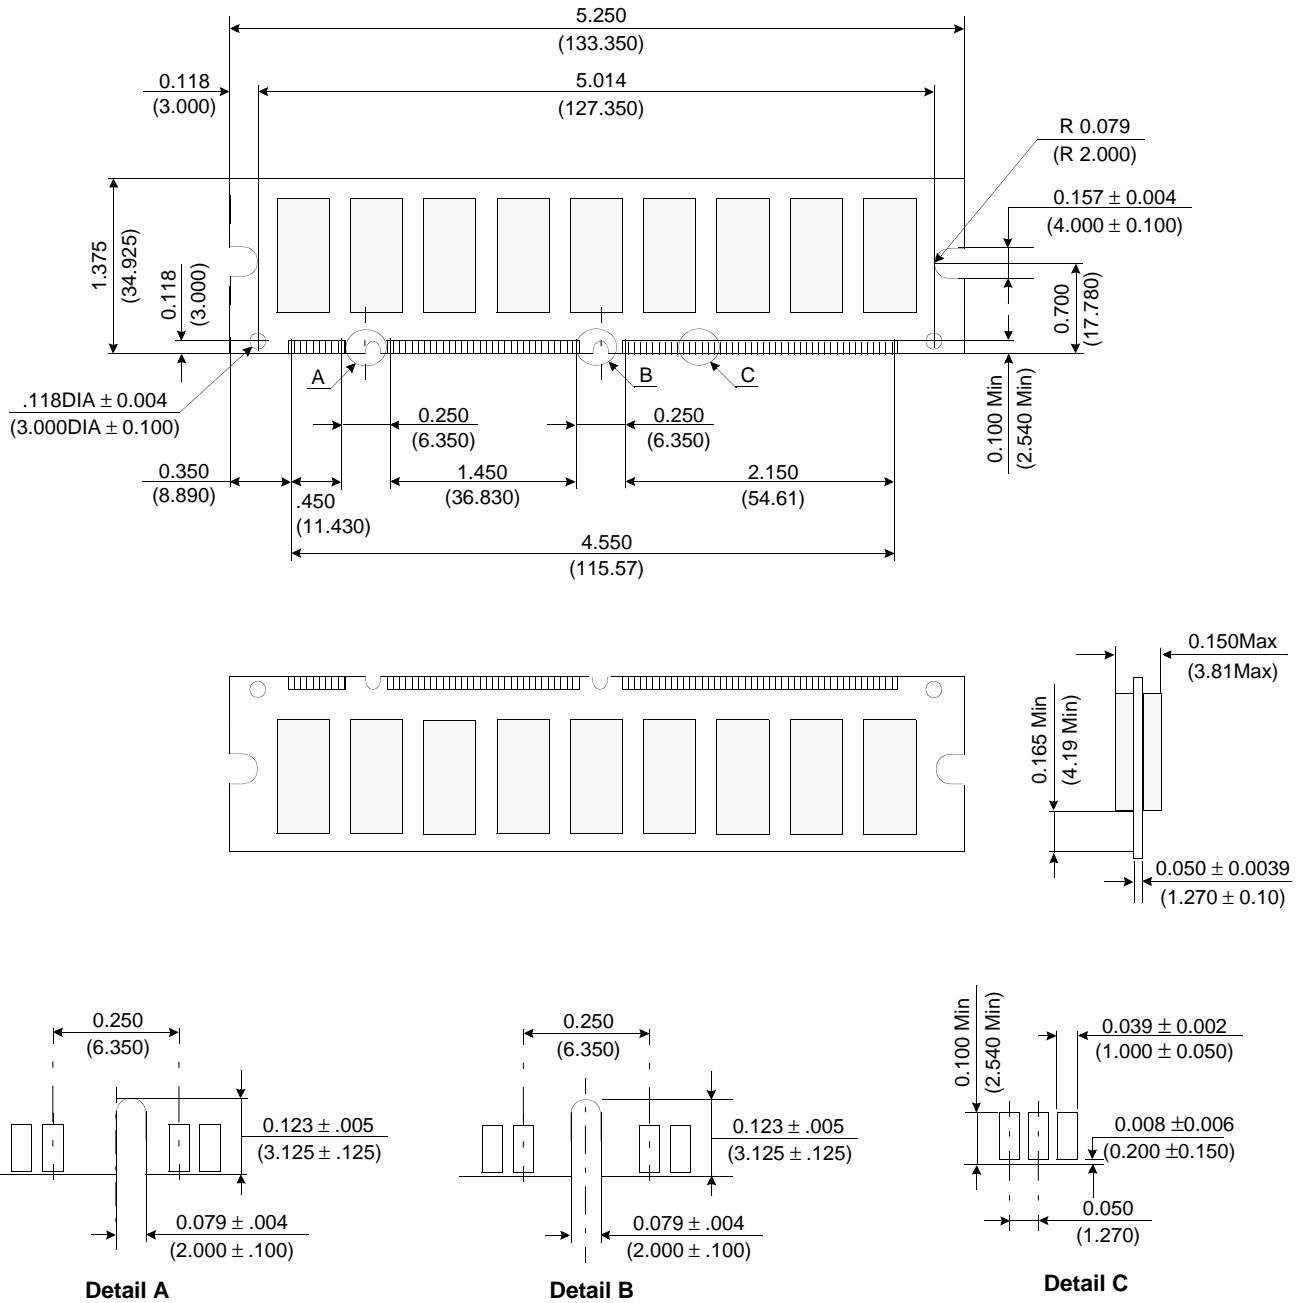 5.250
(133.350)
0.118
(3.000)
5.014
(127.350)
R 0.079
(R 2.000)
0.157 ± 0.004
(4.000 ± 0.100)
1.375
(34.925)
0.118
(3.000)
0.700
(17.780)
A
B
C
.118DIA ± 0.004
(3.000DIA ± 0.100)
0.250
(6.350)
0.250
(6.350)
0.100 Min
(2.540 Min)
0.350
(8.890)
.450
(11.430)
1.450
(36.830)
2.150
(54.61)
4.550
(115.57)
0.150Max
(3.81Max)
0.165 Min
(4.19 Min)
0.050 ± 0.0039
(1.270 ± 0.10)
0.250
(6.350)
0.123 ± .005
(3.125 ± .125)
0.079 ± .004
(2.000 ± .100)
Detail A
0.250
(6.350)
0.123 ± .005
(3.125 ± .125)
0.079 ± .004
(2.000 ± .100)
Detail B
0.100 Min
(2.540 Min)
0.039 ± 0.002
(1.000 ± 0.050)
0.008 ±0.006
(0.200 ±0.150)
0.050
(1.270)
Detail C